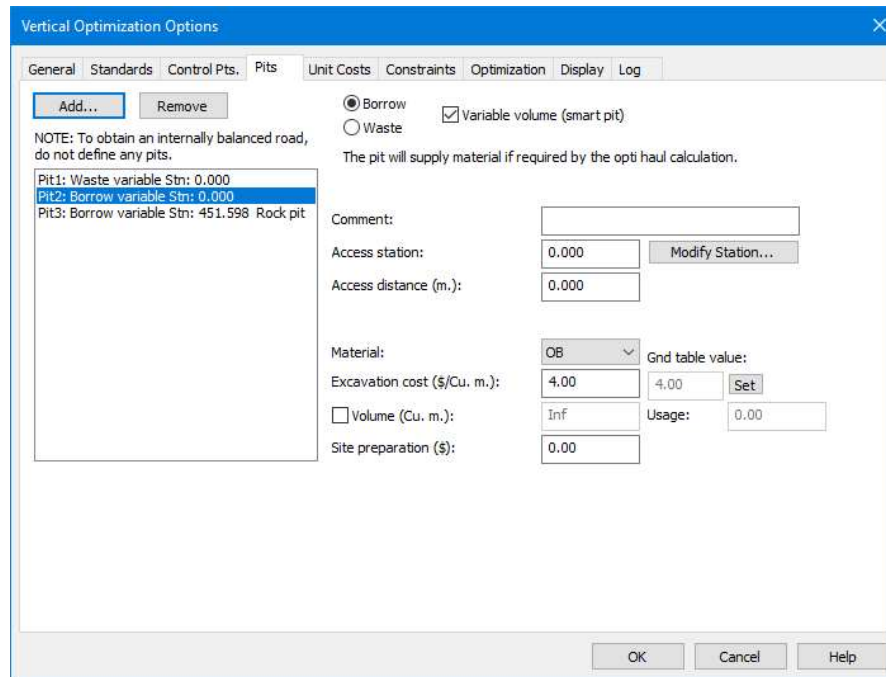 Vertical Optimization Options
General Standards Control Pts. Pits Unit Costs Constraints Optimization Display Log
Add... Remove
NOTE: To obtain an internally balanced road,
do not define any pits.
Pit1: Waste variable Stn: 0.000
Pit2: Borrow variable Stn: 0.000
Pit3: Borrow variable Stn: 451.598 Rock pit
Borrow
Waste
Variable volume (smart pit)
The pit will supply material if required by the opti haul calculation.
Comment:
Access station: 0.000 Modify Station...
Access distance (m.): 0.000
Material: OB Gnd table value:
Excavation cost ($/Cu. m.): 4.00 4.00 Set
Volume (Cu. m.): Inf Usage: 0.00
Site preparation ($): 0.00
OK Cancel Help